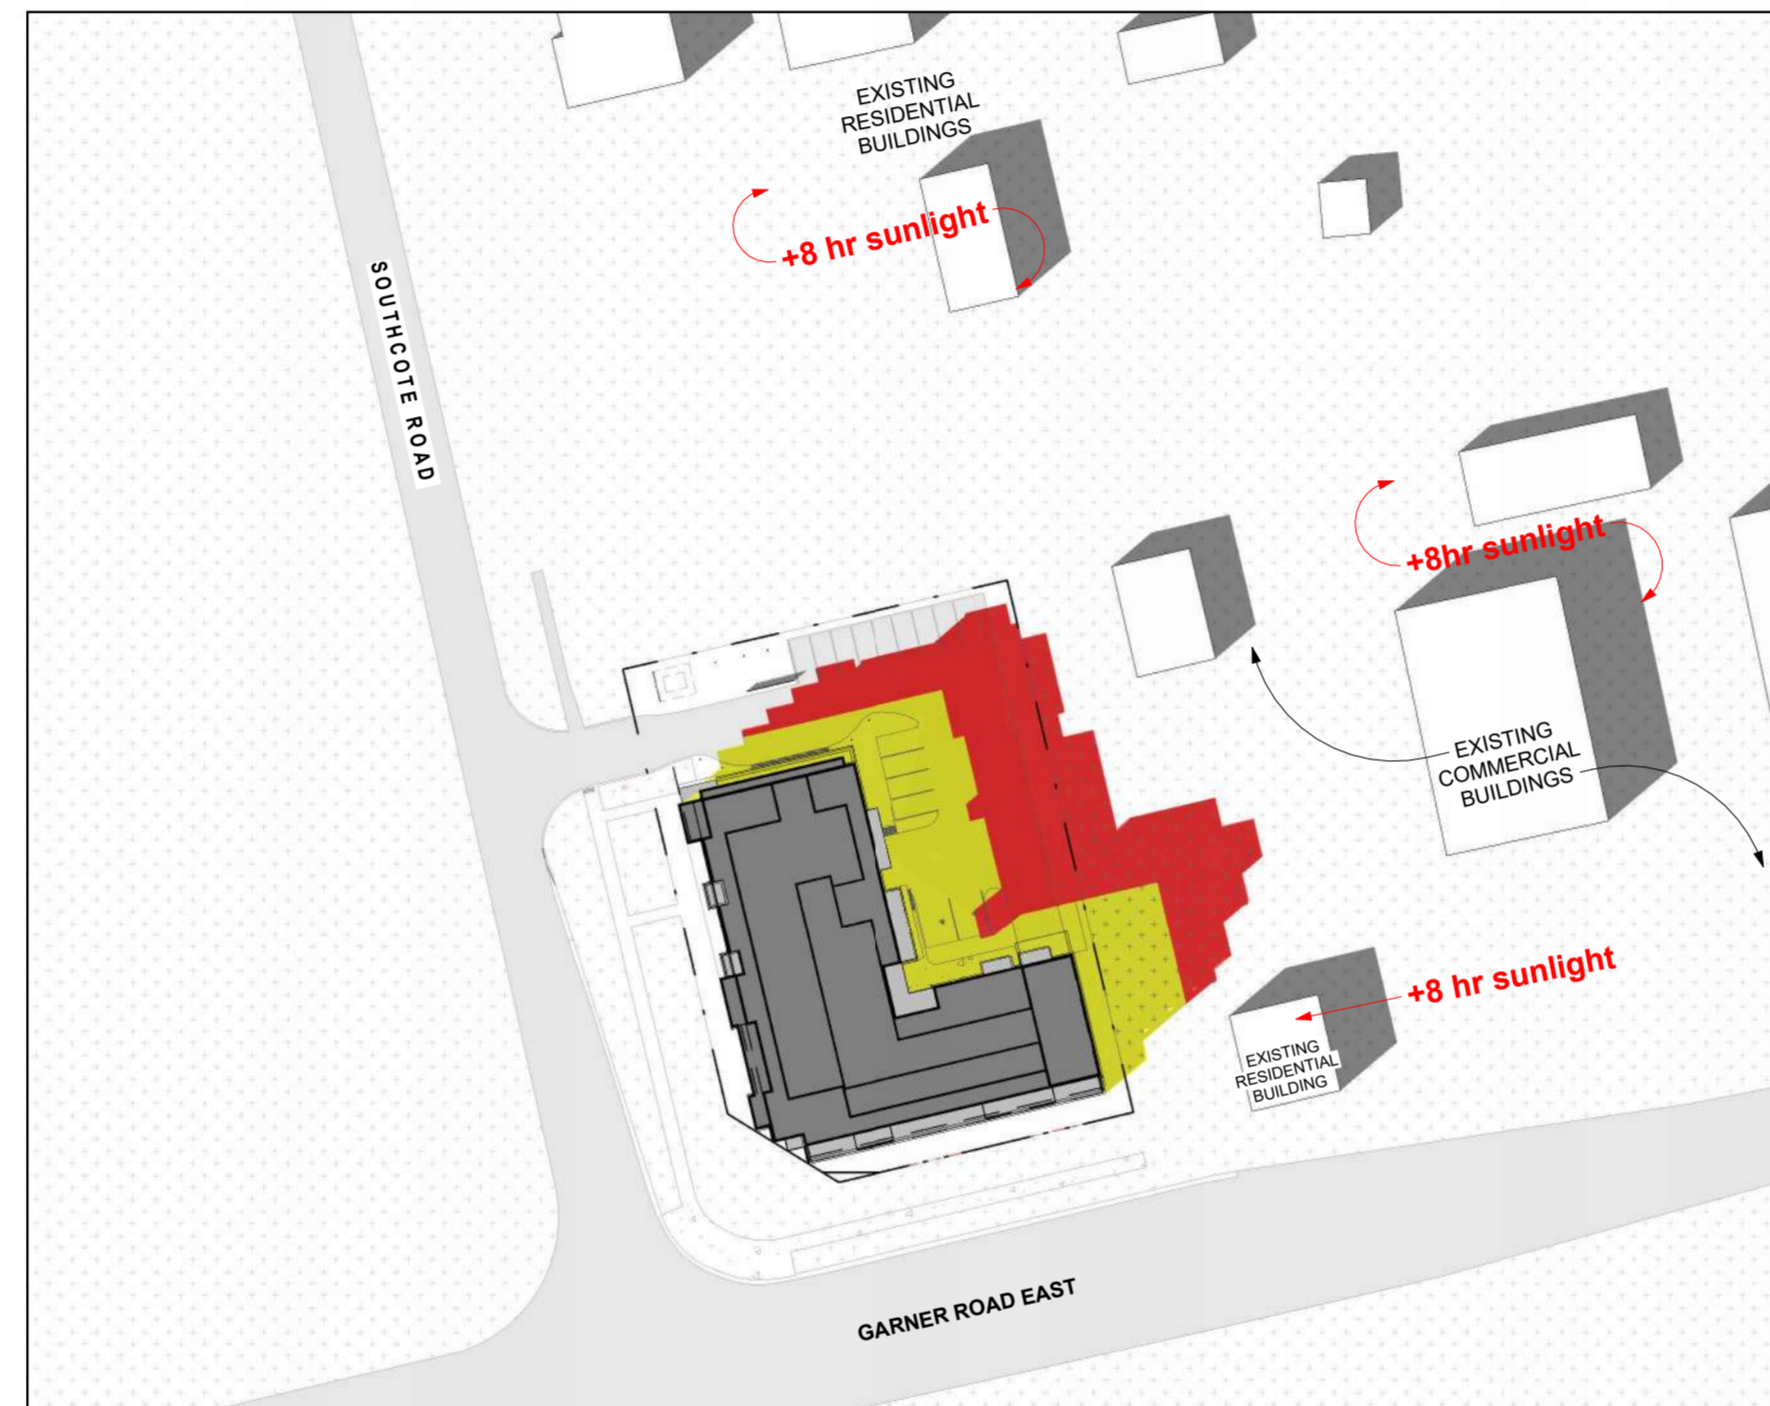 EXISTING
RESIDENTIAL
BUILDINGS
+8 hr sunlight
SOUTHCOTE ROAD
+8hr sunlight
EXISTING
COMMERCIAL
BUILDINGS
+8 hr sunlight
EXISTING
RESIDENTIAL
BUILDING
GARNER ROAD EAST